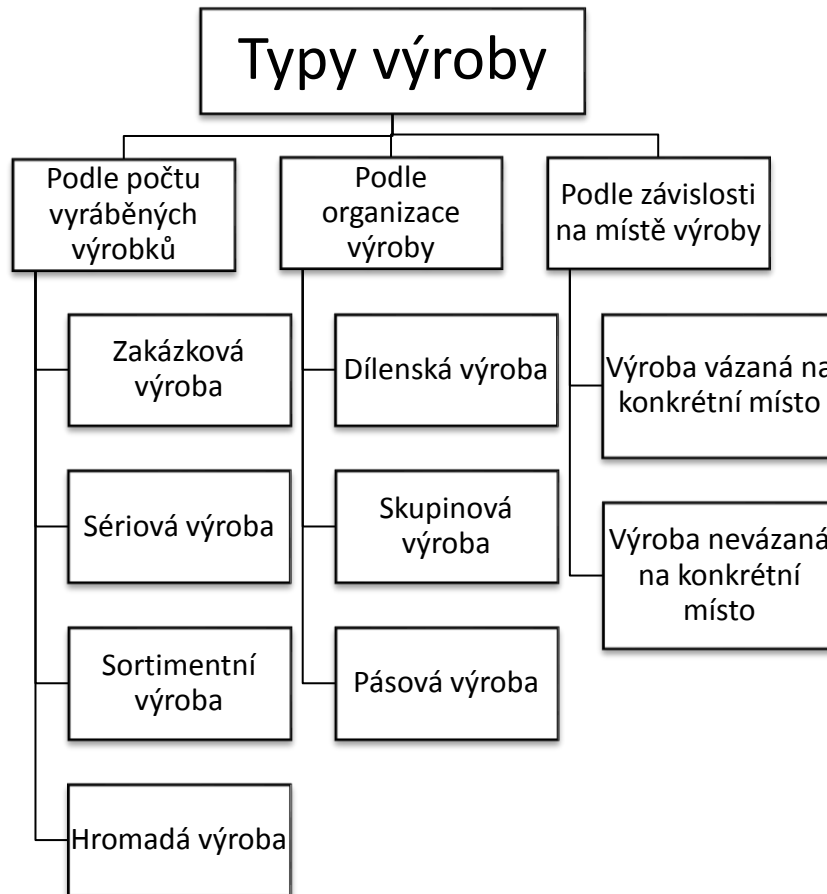 Typy výroby
Podle počtu
vyráběných
výrobků
Zakázková
výroba
Sériová výroba
Sortimentní
výroba
Hromadá výroba
Podle
organizace
výroby
Dílenská výroba
Skupinová
výroba
Pásová výroba
Podle závislosti
na místě výroby
Výroba vázaná na
konkrétní místo
Výroba nevázaná
na konkrétní
místo